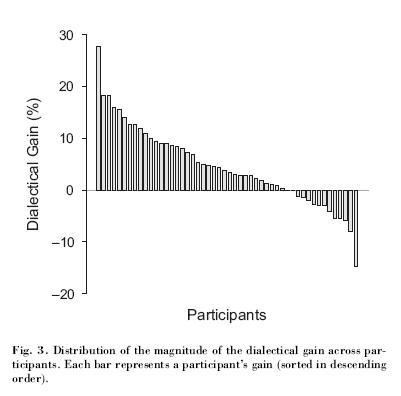 30
20
10
0
–10
–20
Dialectical Gain (%)
Participants
Fig. 3. Distribution of the magnitude of the dialectical gain across par-
ticipants. Each bar represents a participant's gain (sorted in descending
order).